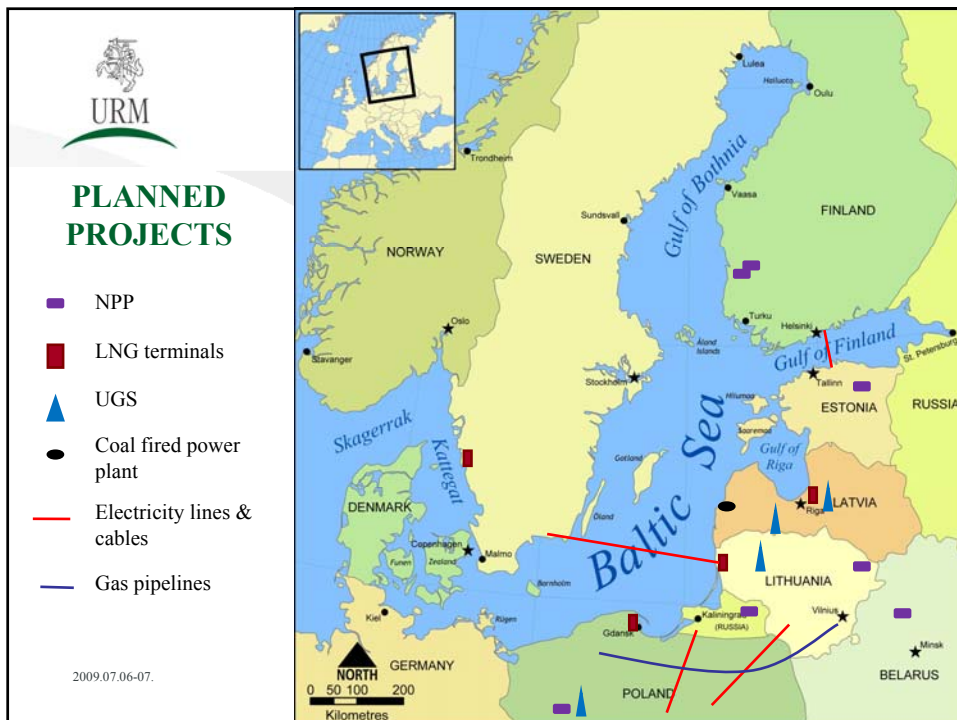 URM
PLANNED
PROJECTS
NPP
LNG terminals
UGS
Coal fired power
plant
Electricity lines &
cables
Gas pipelines
2009.07.06-07.
Lulea
Hailuoto
Oulu
Trondheim
Gulf of Bothnia
Vaasa
Sundsvall
FINLAND
NORWAY
SWEDEN
Turku
Helsinki
Oslo
Åland
Islands
Gulf of Finland
St. Petersburg
Stavanger
Stockholm
Tallinn
Hiiumaa
ESTONIA
RUSSIA
Saaremaa
Skagerrak
Kattegat
Gotland
Gulf of
Riga
Baltic Sea
LATVIA
Riga
DENMARK
Öland
Copenhagen
Malmo
Funen
Zealand
Bornholm
LITHUANIA
Kiel
Rügen
Kaliningrad
(RUSSIA)
Vilnius
Gdansk
Minsk
GERMANY
NORTH
POLAND
BELARUS
0 50 100 200
Kilometres